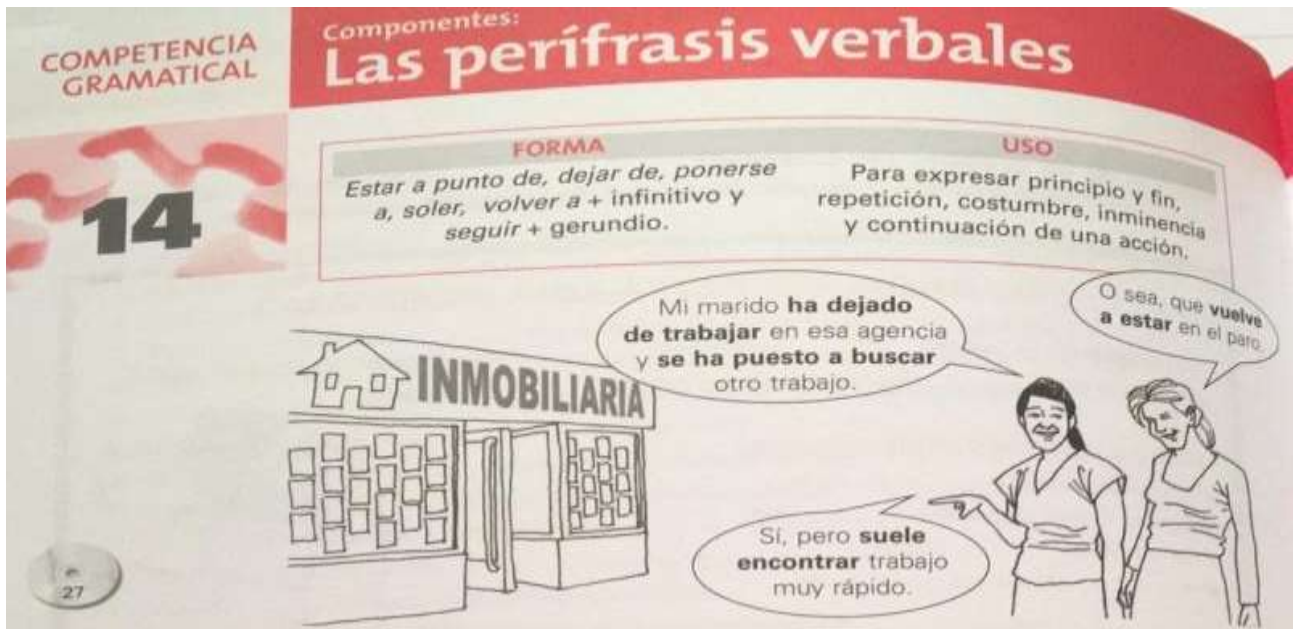 COMPETENCIA
GRAMATICAL
Componentes:
Las perífrasis verbales
14
FORMA
Estar a punto de, dejar de, ponerse
a, soler, volver a + infinitivo y
seguir + gerundio.
USO
Para expresar principio y fin,
repetición, costumbre, inminencia
y continuación de una acción.
Mi marido ha dejado
de trabajar en esa agencia
y se ha puesto a buscar
otro trabajo.
O sea, que vuelve
a estar en el paro.
INMOBILIARIA
Sí, pero suele
encontrar trabajo
muy rápido.
27